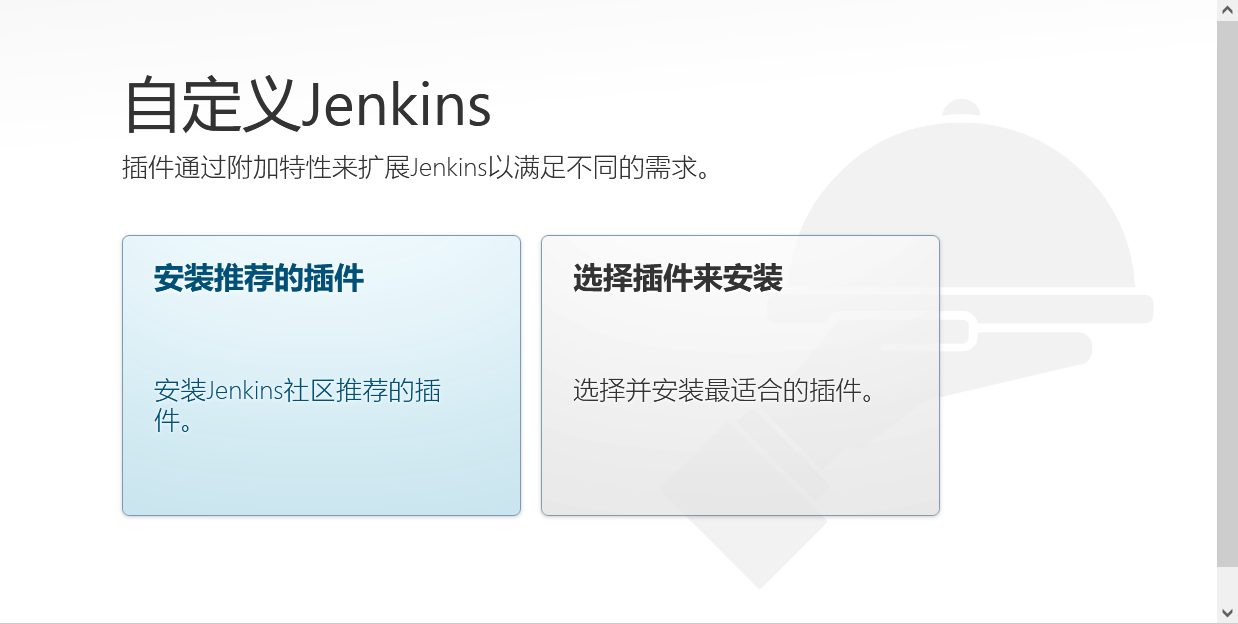 自定义Jenkins
插件通过附加特性来扩展Jenkins以满足不同的需求。
安装推荐的插件
安装Jenkins社区推荐的插
件。
选择插件来安装
选择并安装最适合的插件。